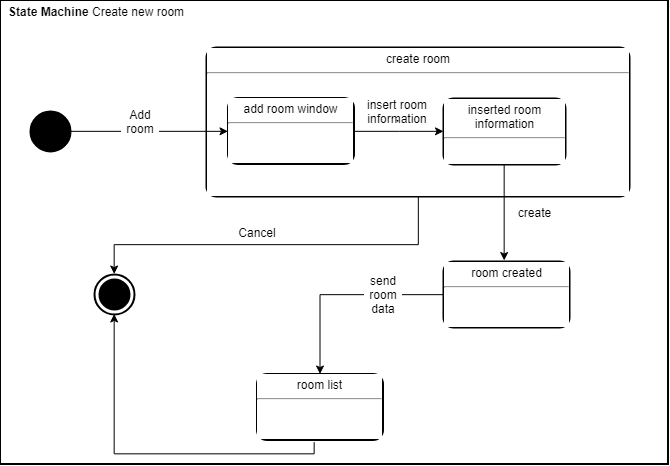 State Machine Create new room
create room
Add
room
add room window
insert room
information
inserted room
information
create
Cancel
room created
send
room
data
room list